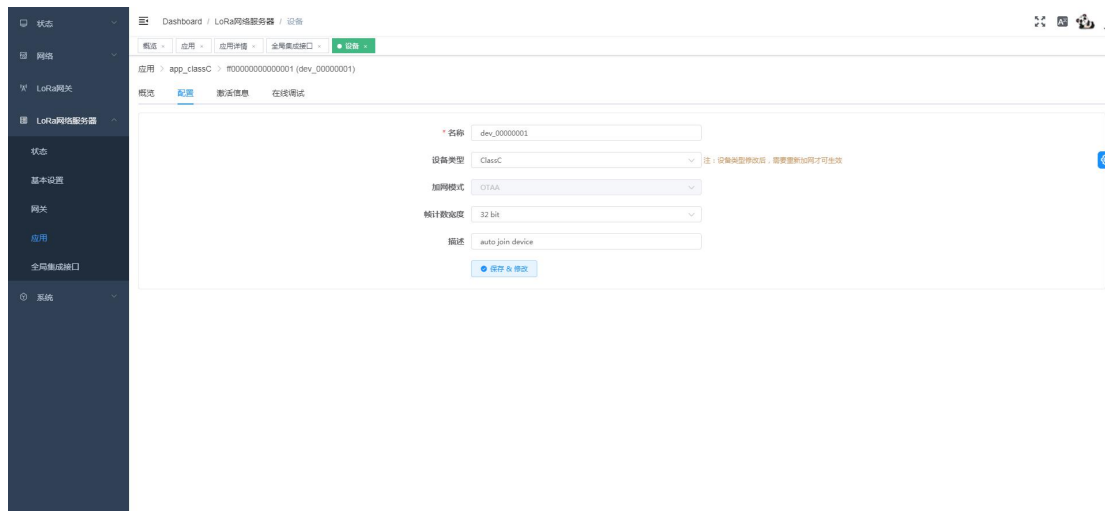 状态
网络
LoRa网关
LoRa网络服务器
状态
基本设置
网关
应用
全局集成接口
系统
Dashboard / LoRa网络服务器 / 设备
概览 × 应用 × 应用详情 × 全局集成接口 × 设备 ×
应用 > app_classC > ff00000000000001 (dev_00000001)
概览 配置 激活信息 在线调试
* 名称 dev_00000001
设备类型 ClassC 注：设备类型修改后，需要重新加网才可生效
加网模式 OTAA
帧计数宽度 32 bit
描述 auto join device
保存 & 修改